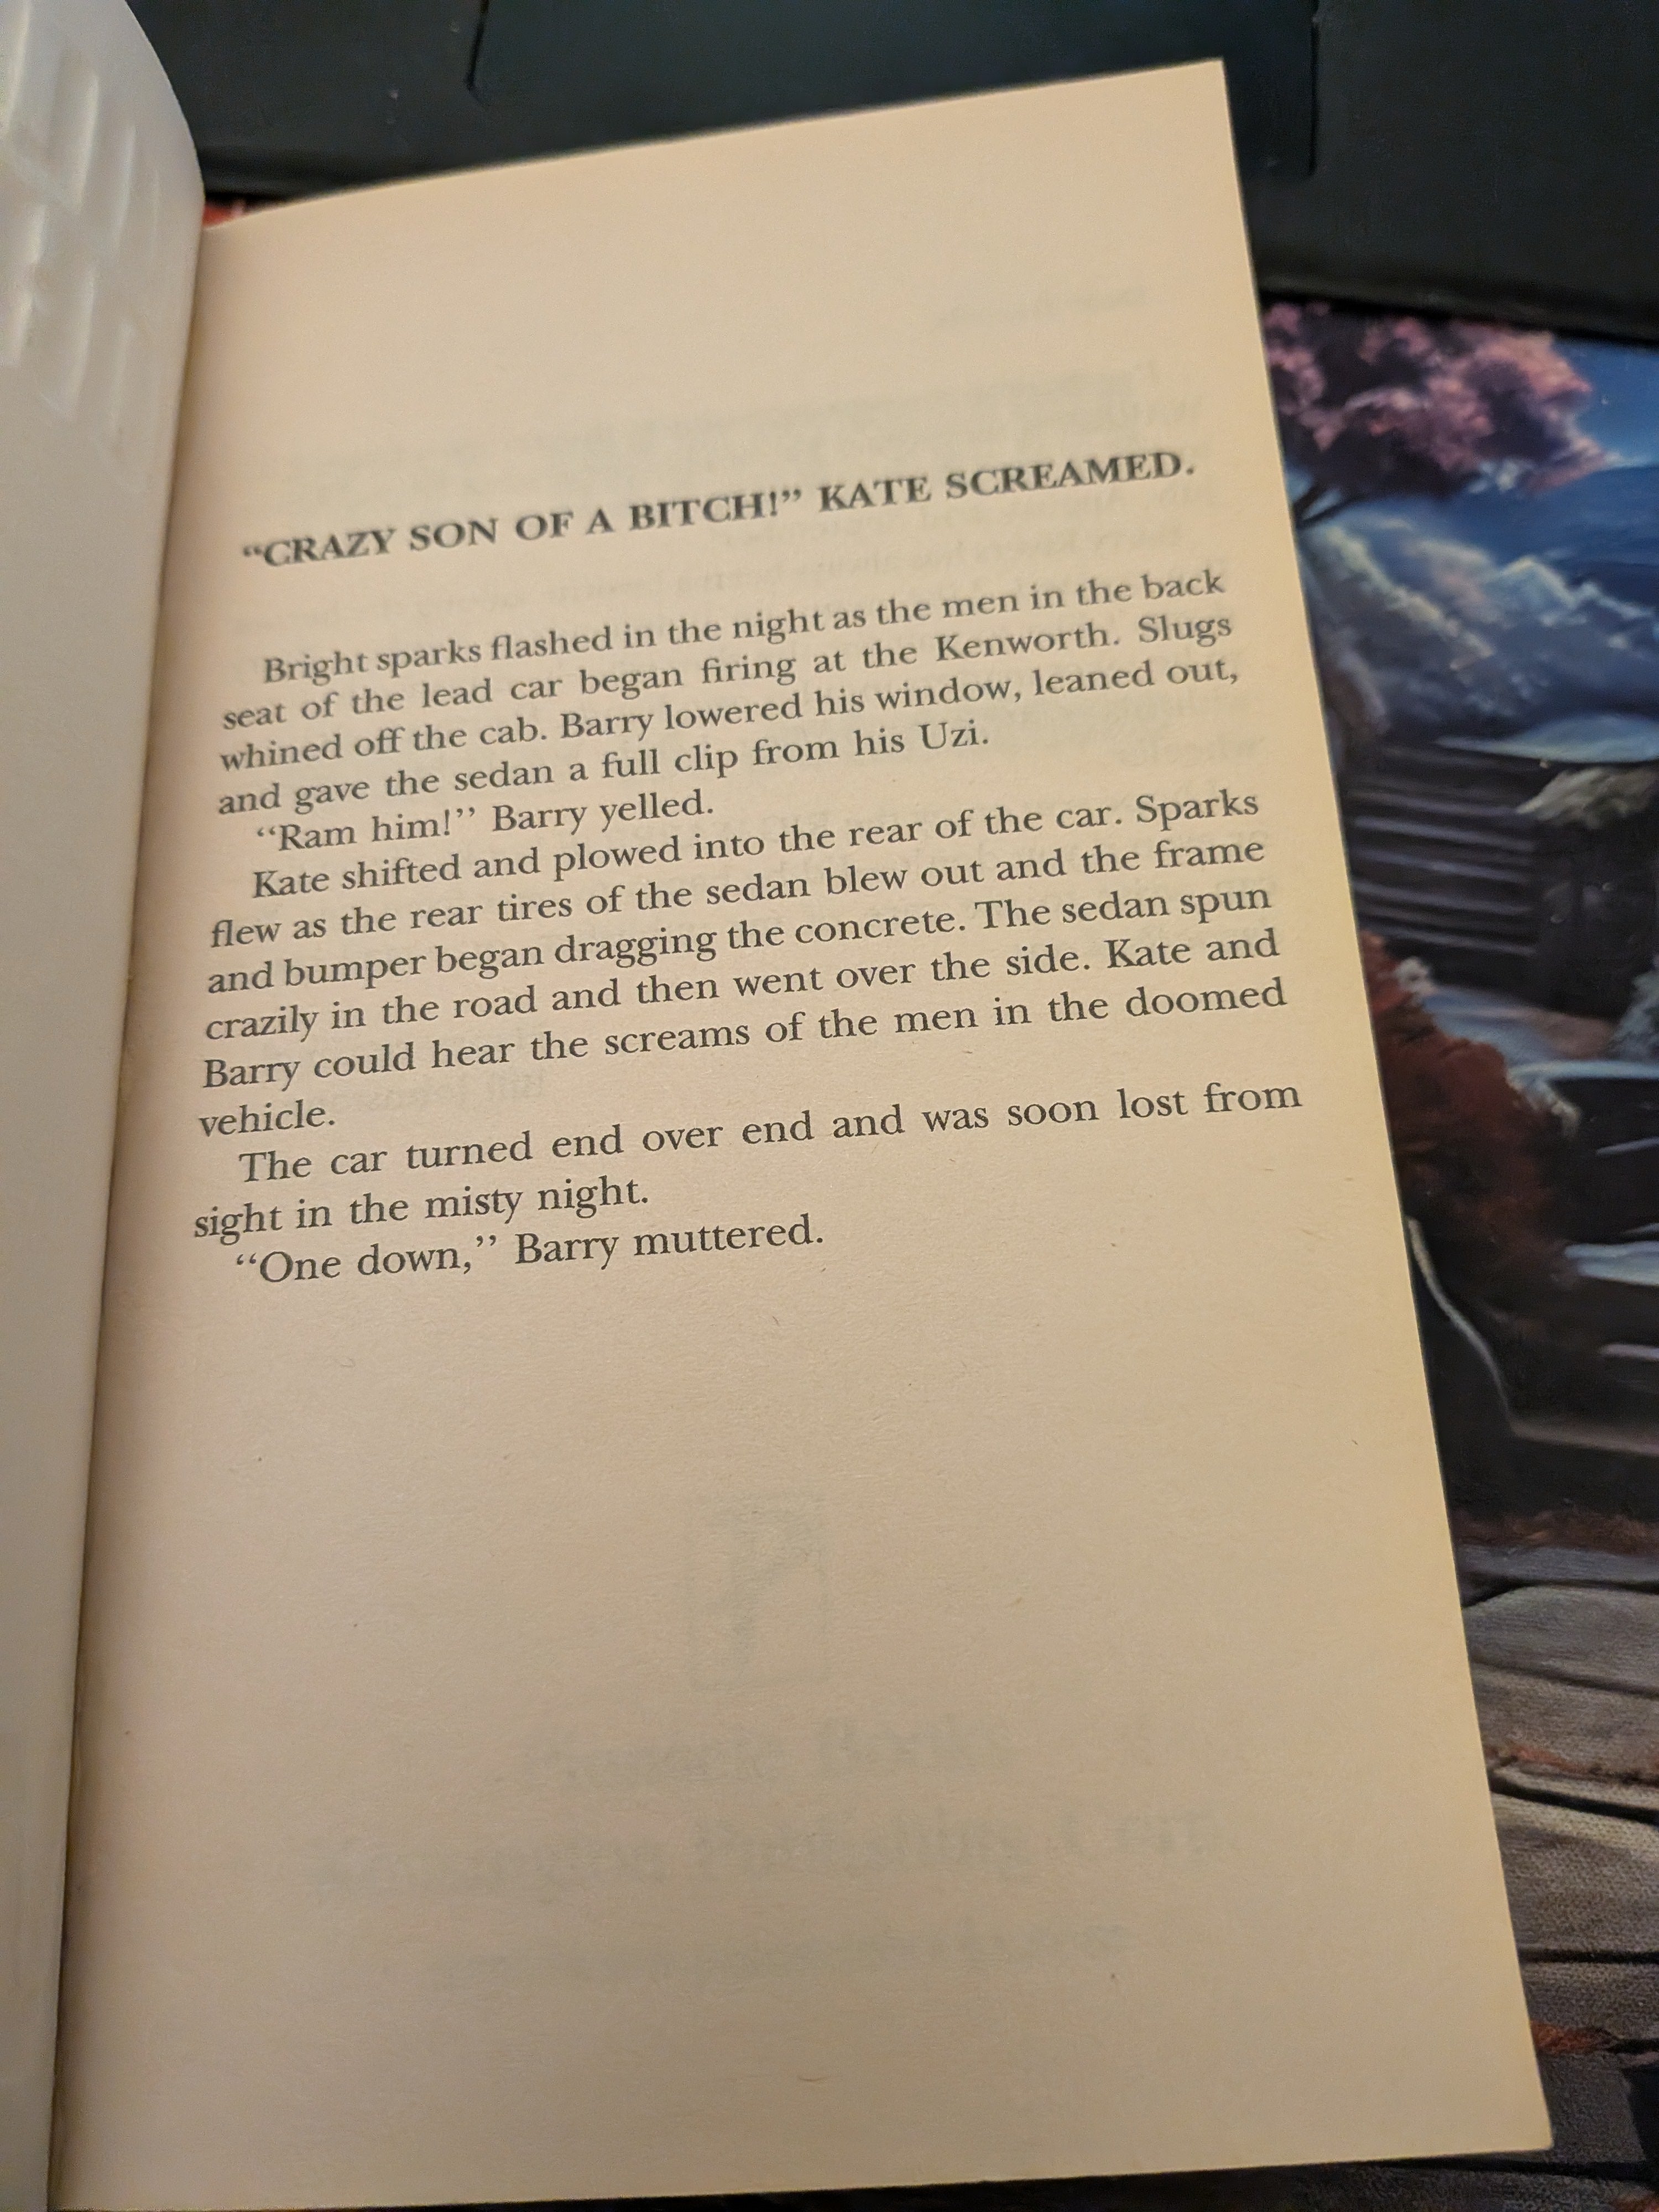 “CRAZY SON OF A BITCH!” KATE SCREAMED.
Bright sparks flashed in the night as the men in the back
seat of the lead car began firing at the Kenworth. Slugs
whined off the cab. Barry lowered his window, leaned out,
and gave the sedan a full clip from his Uzi.
“Ram him!” Barry yelled.
Kate shifted and plowed into the rear of the car. Sparks
flew as the rear tires of the sedan blew out and the frame
and bumper began dragging the concrete. The sedan spun
crazily in the road and then went over the side. Kate and
Barry could hear the screams of the men in the doomed
vehicle.
The car turned end over end and was soon lost from
sight in the misty night.
“One down,” Barry muttered.